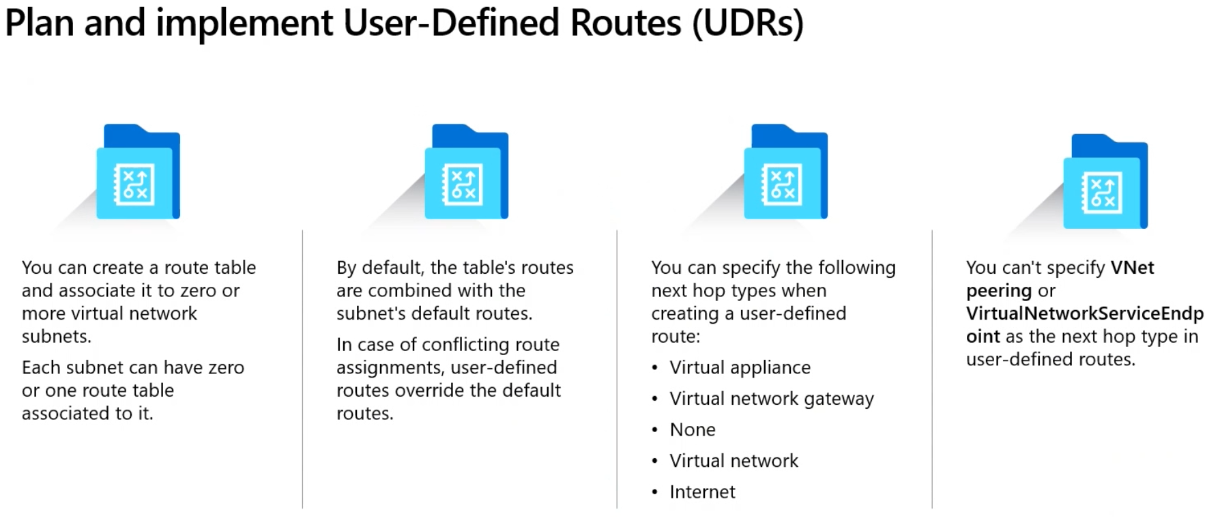 Plan and implement User-Defined Routes (UDRs)
You can create a route table
and associate it to zero or
more virtual network
subnets.
Each subnet can have zero
or one route table
associated to it.
By default, the table's routes
are combined with the
subnet's default routes.
In case of conflicting route
assignments, user-defined
routes override the default
routes.
You can specify the following
next hop types when
creating a user-defined
route:
• Virtual appliance
• Virtual network gateway
• None
• Virtual network
• Internet
You can't specify VNet
peering or
VirtualNetworkServiceEndp
oint as the next hop type in
user-defined routes.